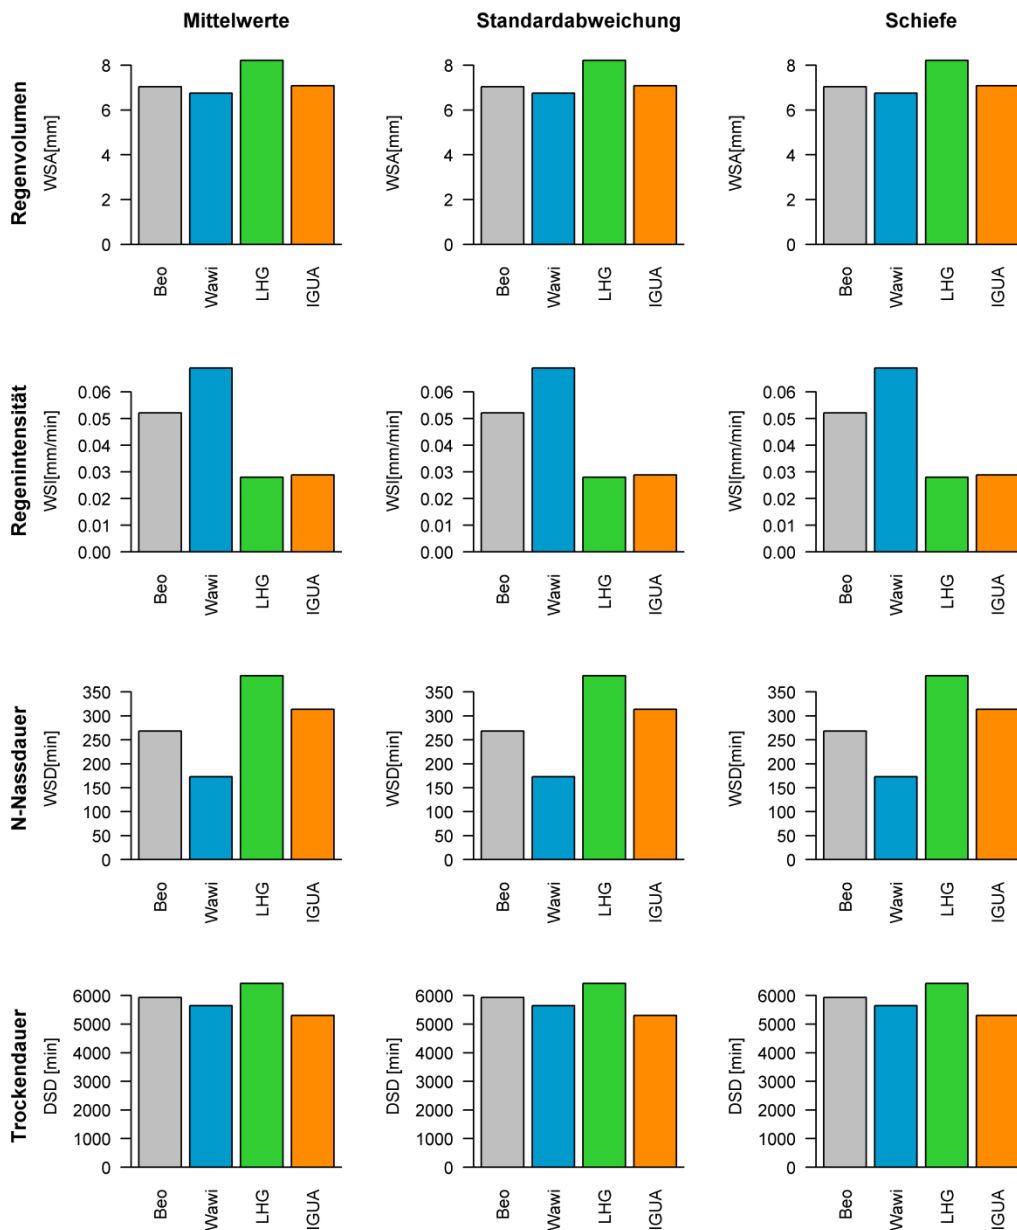 Mittelwerte Standardabweichung Schiefe
Regenvolumen
WSA[mm]
8
6
4
2
0
Beo Wawi LHG IGUA
WSA[mm]
8
6
4
2
0
Beo Wawi LHG IGUA
WSA[mm]
8
6
4
2
0
Beo Wawi LHG IGUA
Regenintensität
WSI[mm/min]
0.06
0.05
0.04
0.03
0.02
0.01
0.00
Beo Wawi LHG IGUA
WSI[mm/min]
0.06
0.05
0.04
0.03
0.02
0.01
0.00
Beo Wawi LHG IGUA
WSI[mm/min]
0.06
0.05
0.04
0.03
0.02
0.01
0.00
Beo Wawi LHG IGUA
N-Nassdauer
WSD[min]
350
300
250
200
150
100
50
0
Beo Wawi LHG IGUA
WSD[min]
350
300
250
200
150
100
50
0
Beo Wawi LHG IGUA
WSD[min]
350
300
250
200
150
100
50
0
Beo Wawi LHG IGUA
Trockendauer
DSD [min]
6000
5000
4000
3000
2000
1000
0
Beo Wawi LHG IGUA
DSD [min]
6000
5000
4000
3000
2000
1000
0
Beo Wawi LHG IGUA
DSD [min]
6000
5000
4000
3000
2000
1000
0
Beo Wawi LHG IGUA